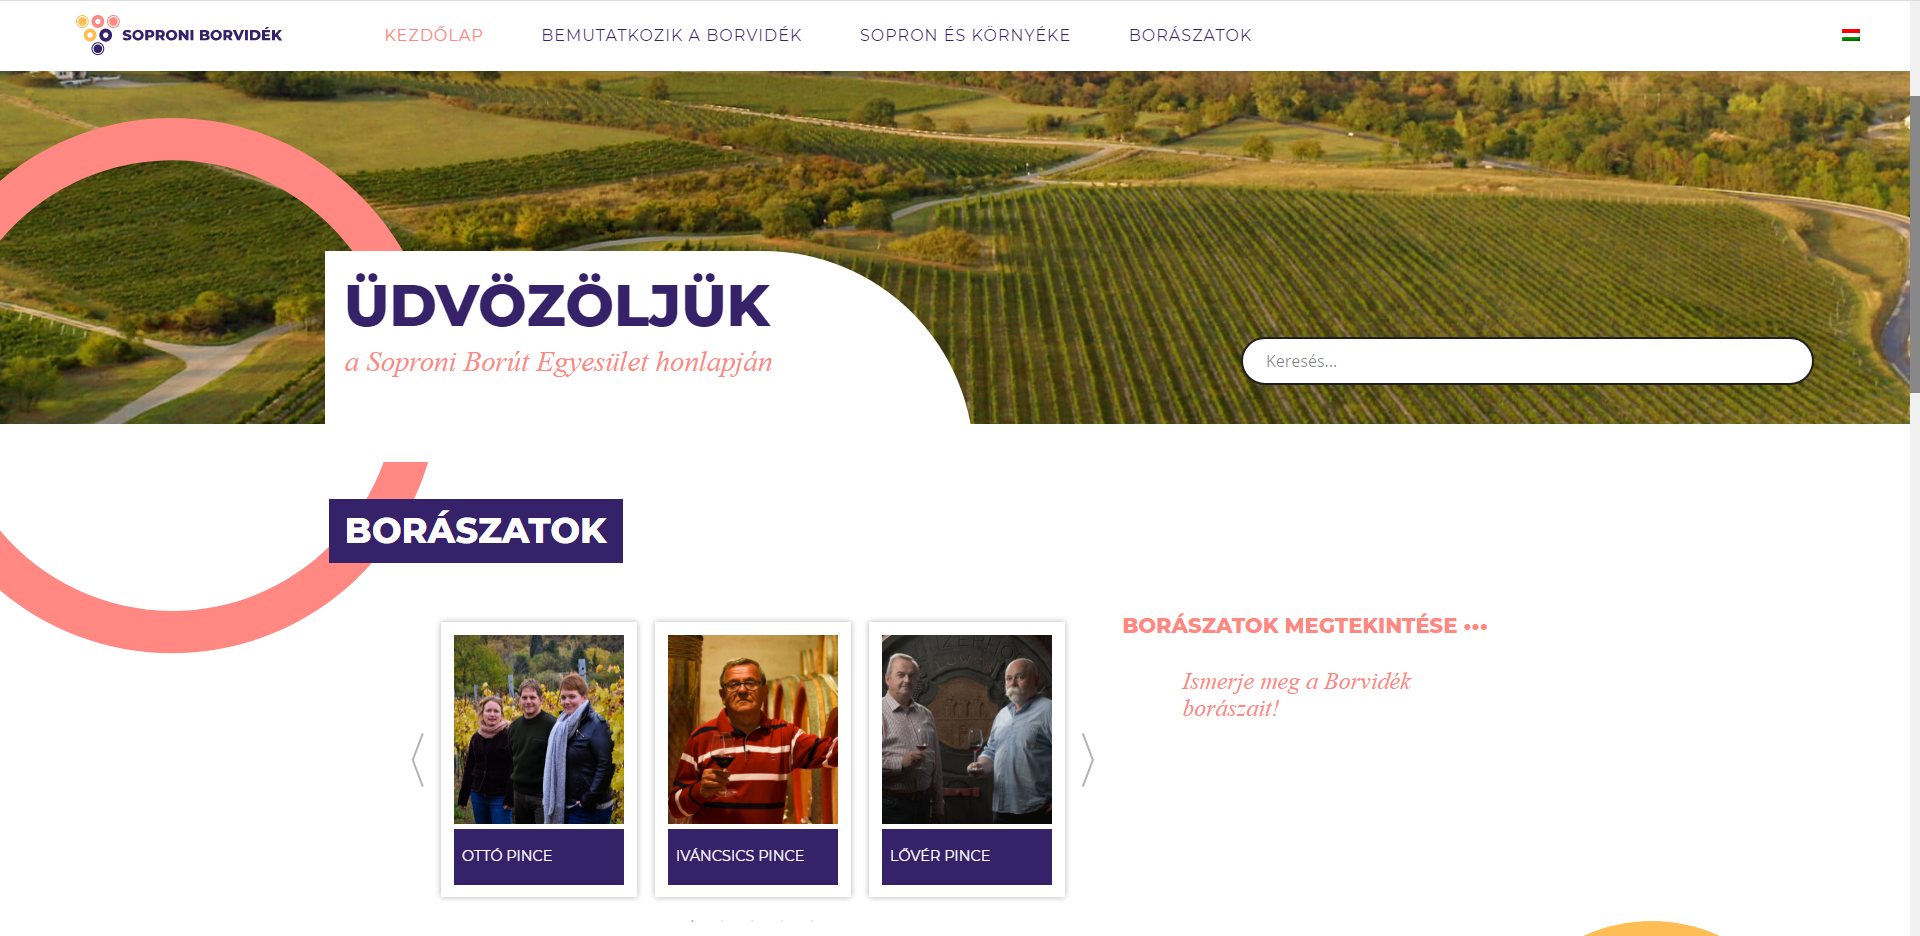 SOPRONI BORVIDÉK
KEZDŐLAP
BEMUTATKOZIK A BORVIDÉK
SOPRON ÉS KÖRNYÉKE
BORÁSZATOK
ÜDVÖZÖLJÜK
a Soproni Borút Egyesület honlapján
Keresés...
BORÁSZATOK
BORÁSZATOK MEGTEKINTÉSE •••
Ismerje meg a Borvidék
borászait!
OTTÓ PINCE
IVÁNCSICS PINCE
LŐVÉR PINCE